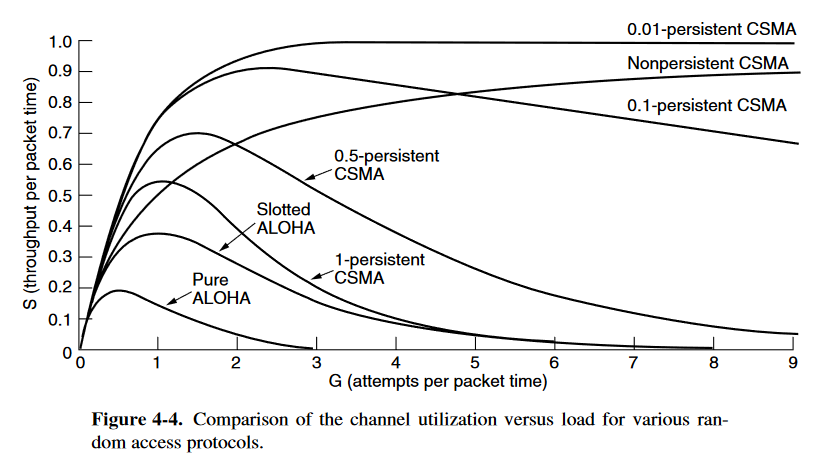 0.01-persistent CSMA
Nonpersistent CSMA
0.1-persistent CSMA
0.5-persistent
CSMA
Slotted
ALOHA
1-persistent
CSMA
Pure
ALOHA
S (throughput per packet time)
1.0
0.9
0.8
0.7
0.6
0.5
0.4
0.3
0.2
0.1
0
0 1 2 3 4 5 6 7 8 9
G (attempts per packet time)
Figure 4-4. Comparison of the channel utilization versus load for various ran-
dom access protocols.